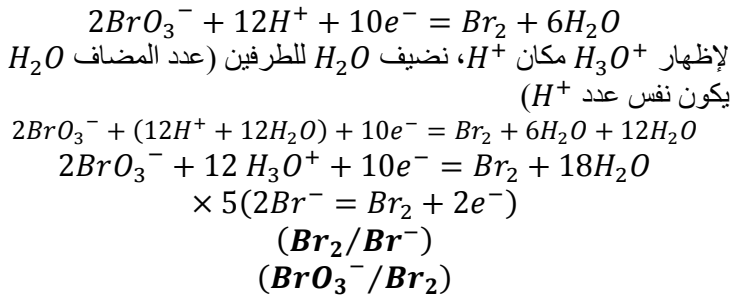 2BrO₃⁻ + 12H⁺ + 10e⁻ = Br₂ + 6H₂O
لإظهار H₃O⁺ مكان H⁺، نضيف H₂O للطرفين (عدد المضاف H₂O
يكون نفس عدد H⁺)
2BrO₃⁻ + (12H⁺ + 12H₂O) + 10e⁻ = Br₂ + 6H₂O + 12H₂O
2BrO₃⁻ + 12 H₃O⁺ + 10e⁻ = Br₂ + 18H₂O
× 5(2Br⁻ = Br₂ + 2e⁻)
(Br₂/Br⁻)
(BrO₃⁻/Br₂)